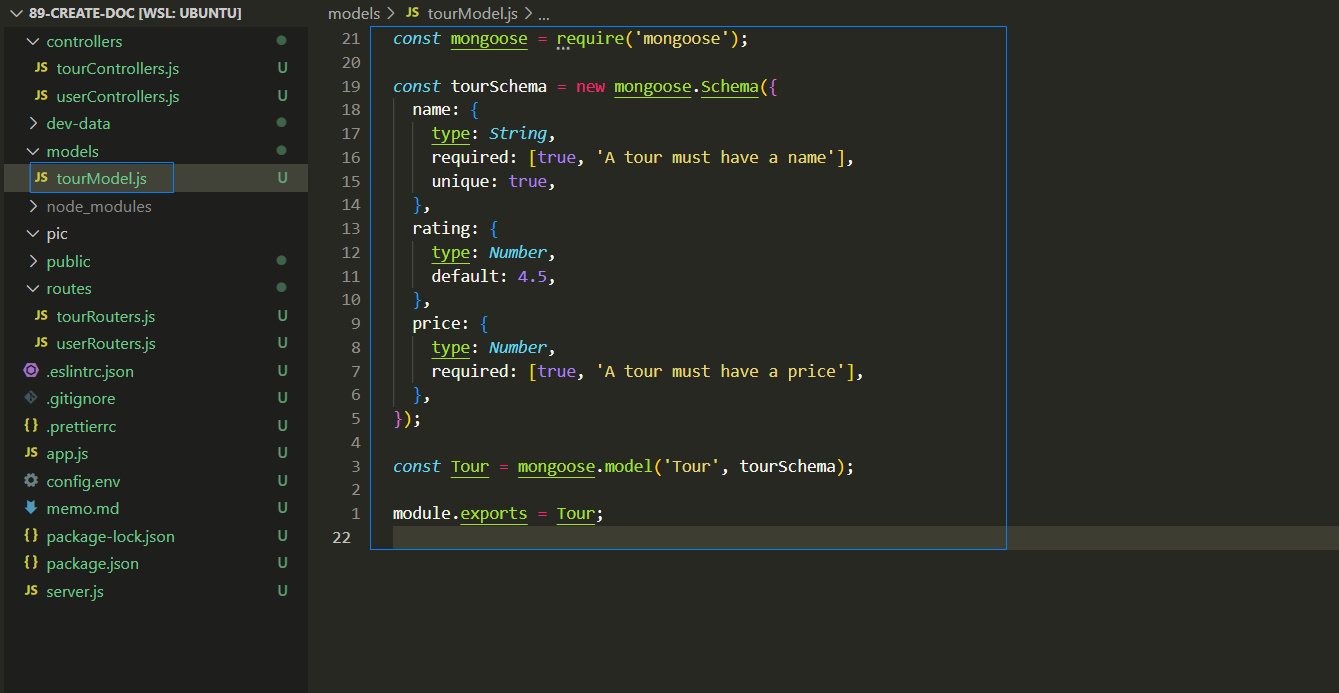 89-CREATE-DOC [WSL: UBUNTU]
controllers
JS tourControllers.js U
JS userControllers.js U
dev-data
models
JS tourModel.js U
node_modules
pic
public
routes
JS tourRouters.js U
JS userRouters.js U
.eslintrc.json U
.gitignore U
{} .prettierrc U
JS app.js U
config.env U
memo.md U
{} package-lock.json U
{} package.json U
JS server.js U
models > JS tourModel.js > ...
21 const mongoose = require('mongoose');
20
19 const tourSchema = new mongoose.Schema({
18 name: {
17 type: String,
16 required: [true, 'A tour must have a name'],
15 unique: true,
14 },
13 rating: {
12 type: Number,
11 default: 4.5,
10 },
9 price: {
8 type: Number,
7 required: [true, 'A tour must have a price'],
6 },
5 });
4
3 const Tour = mongoose.model('Tour', tourSchema);
2
1 module.exports = Tour;
22